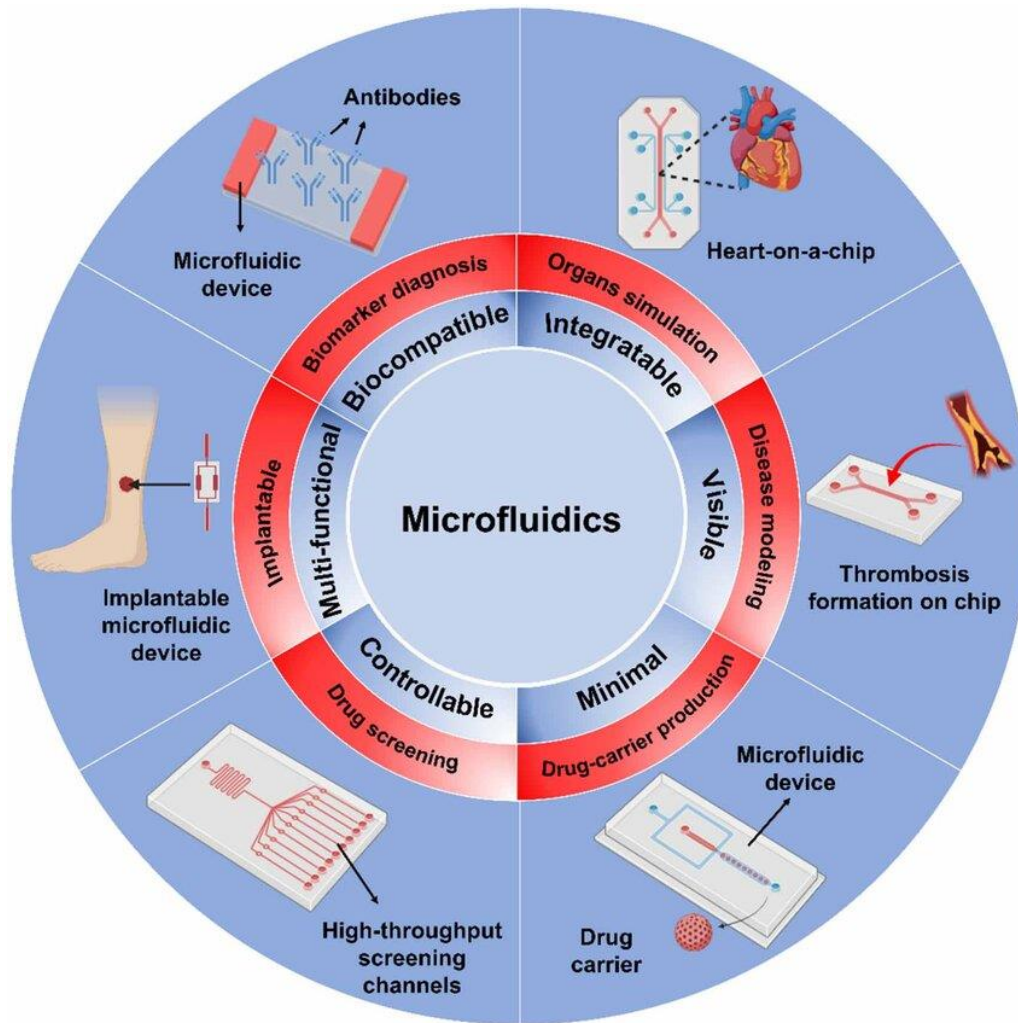 Antibodies
Microfluidic
device
Heart-on-a-chip
Biomarker diagnosis
Organs simulation
Biocompatible
Integratable
Implantable
Multi-functional
Microfluidics
Visible
Disease modeling
Implantable
microfluidic
device
Thrombosis
formation on chip
Controllable
Minimal
Drug screening
Drug-carrier production
Microfluidic
device
High-throughput
screening
channels
Drug
carrier